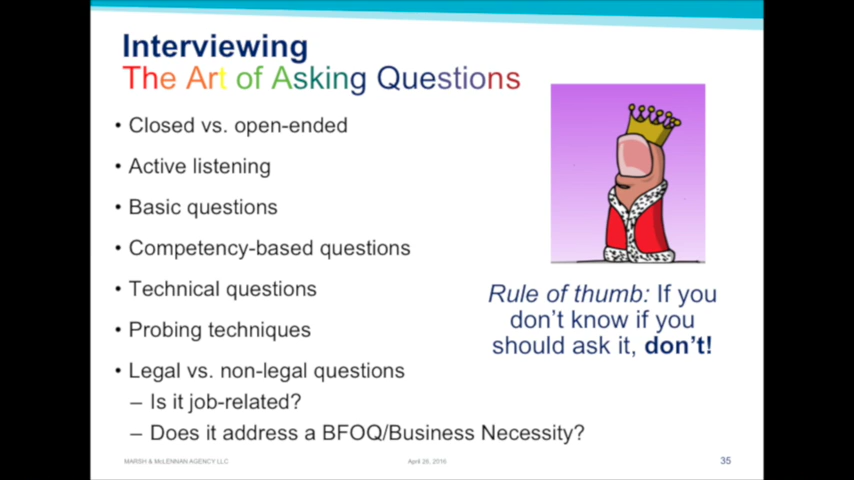 Interviewing
The Art of Asking Questions
• Closed vs. open-ended
• Active listening
• Basic questions
• Competency-based questions
• Technical questions
• Probing techniques
• Legal vs. non-legal questions
– Is it job-related?
– Does it address a BFOQ/Business Necessity?
Rule of thumb: If you
don't know if you
should ask it, don't!
MARSH & McLENNAN AGENCY LLC
April 28, 2016
35